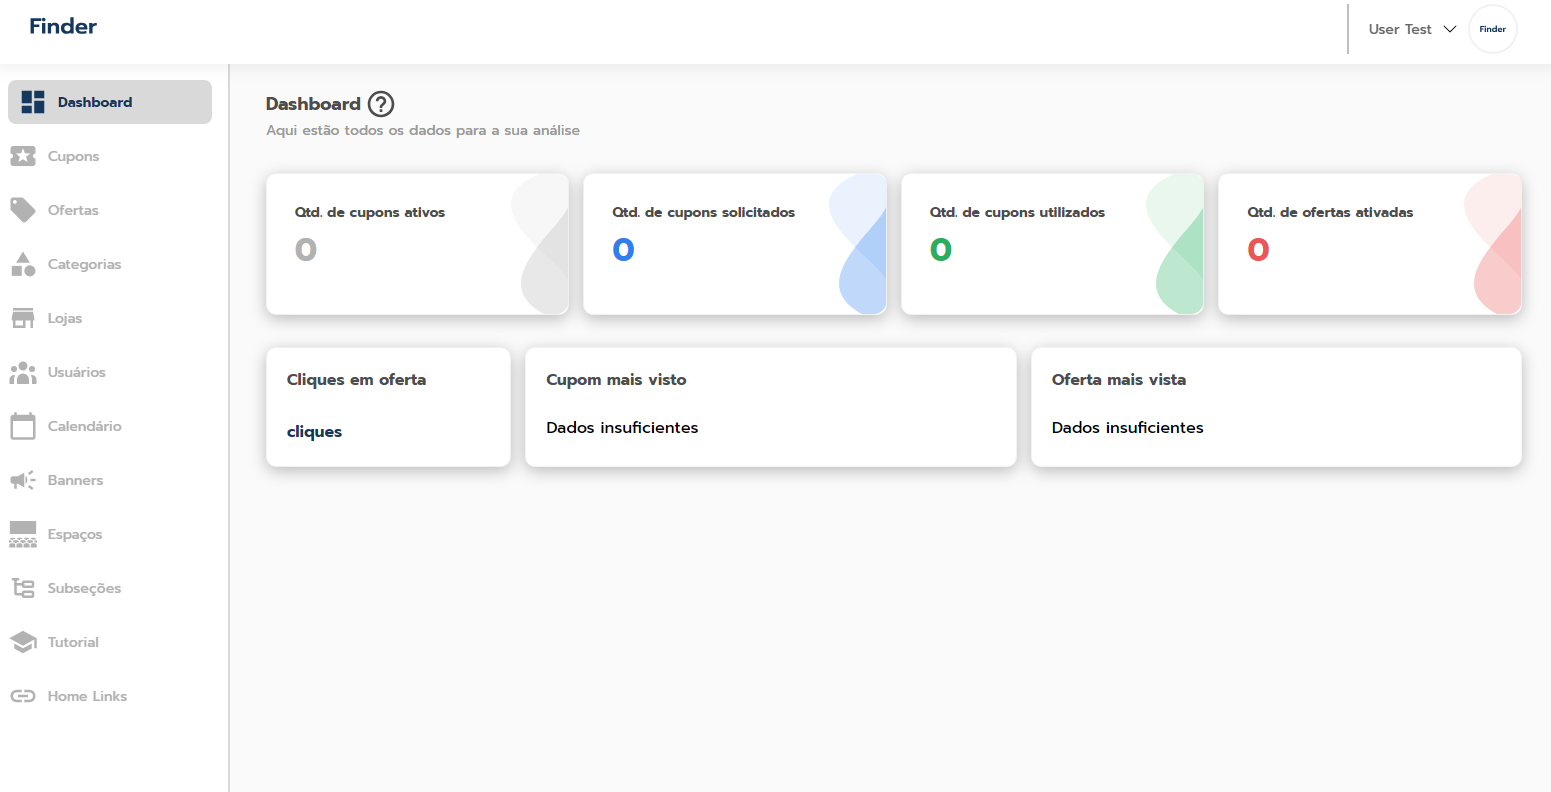 Finder
User Test
Finder
Dashboard
Cupons
Ofertas
Categorias
Lojas
Usuários
Calendário
Banners
Espaços
Subseções
Tutorial
Home Links
Dashboard ?
Aqui estão todos os dados para a sua análise
Qtd. de cupons ativos
0
Qtd. de cupons solicitados
0
Qtd. de cupons utilizados
0
Qtd. de ofertas ativadas
0
Cliques em oferta
cliques
Cupom mais visto
Dados insuficientes
Oferta mais vista
Dados insuficientes